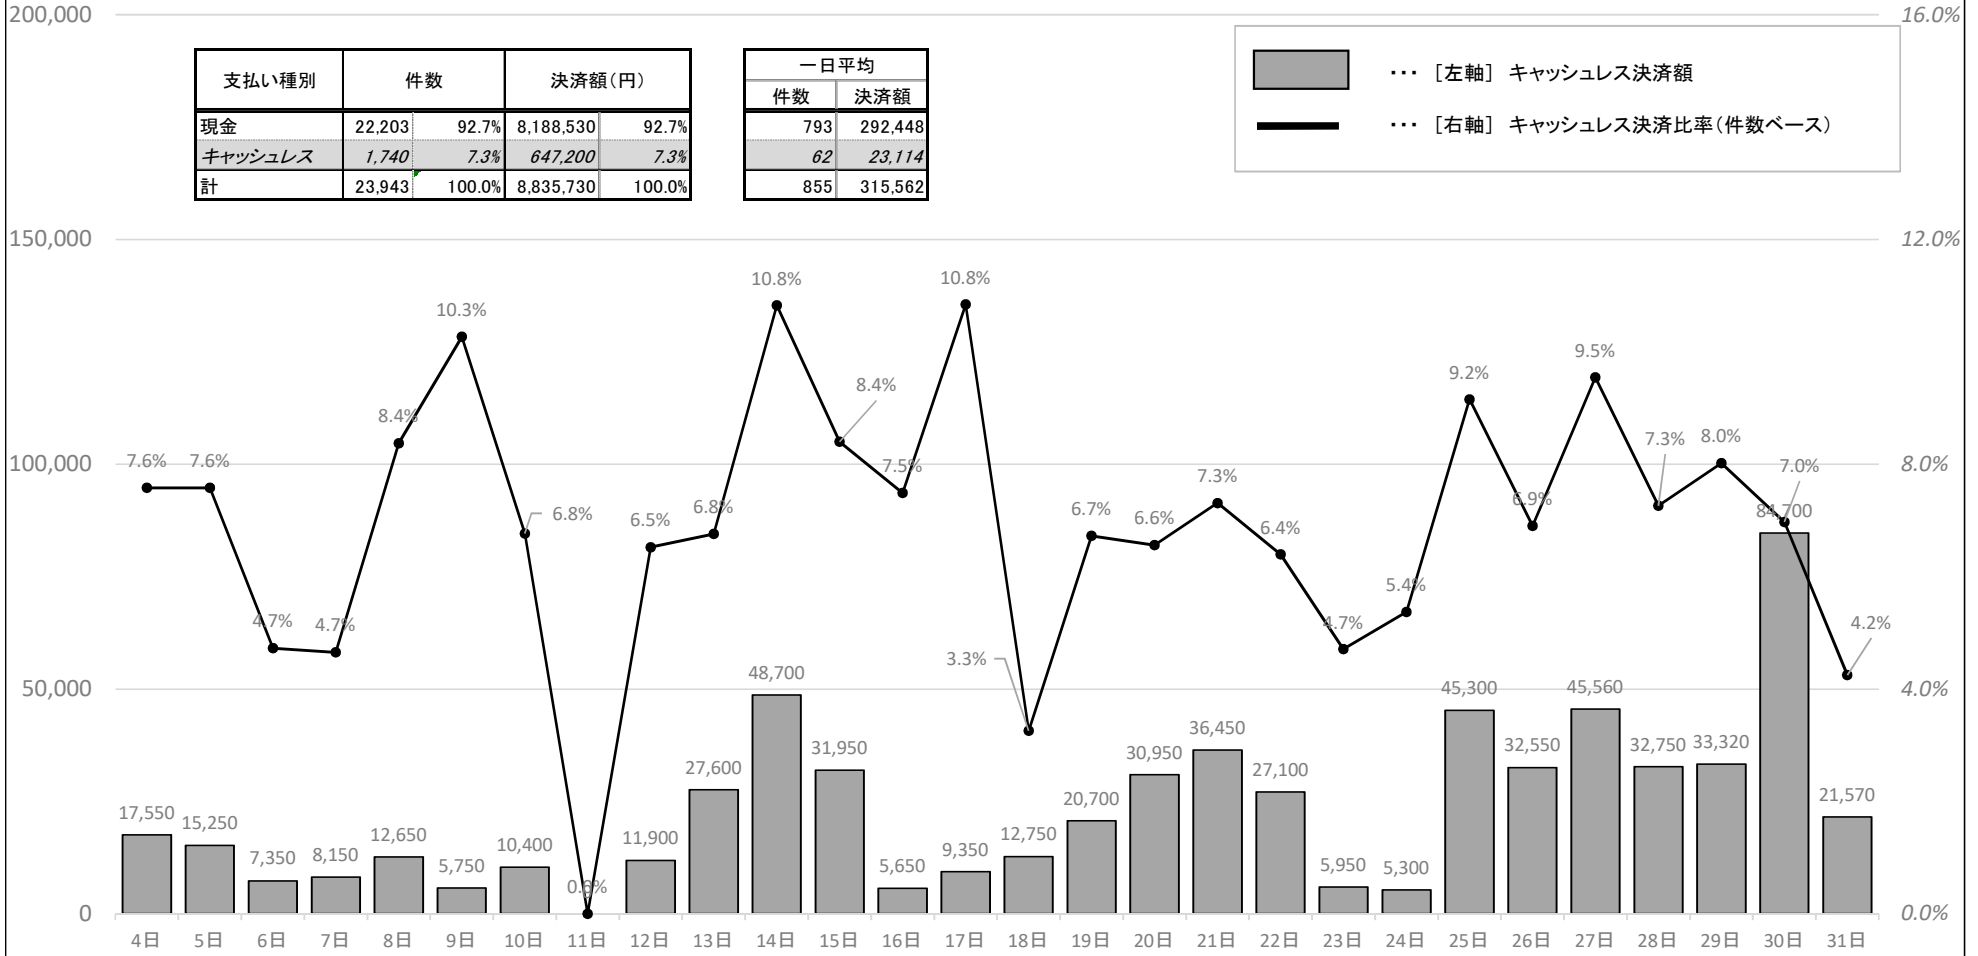 200,000
16.0%
支払い種別 件数 決済額(円)
現金 22,203 92.7% 8,188,530 92.7%
キャッシュレス 1,740 7.3% 647,200 7.3%
計 23,943 100.0% 8,835,730 100.0%
一日平均
件数 決済額
793 292,448
62 23,114
855 315,562
・・・ [左軸] キャッシュレス決済額
・・・ [右軸] キャッシュレス決済比率(件数ベース)
150,000
12.0%
7.6% 7.6% 4.7% 4.7% 8.4% 10.3% 6.8% 0.0% 6.5% 6.8% 10.8% 8.4% 7.5% 10.8% 3.3% 6.7% 6.6% 7.3% 6.4% 4.7% 5.4% 9.2% 6.9% 9.5% 7.3% 8.0% 7.0% 4.2%
100,000
8.0%
50,000
4.0%
17,550 15,250 7,350 8,150 12,650 5,750 10,400 11,900 27,600 48,700 31,950 5,650 9,350 12,750 20,700 30,950 36,450 27,100 5,950 5,300 45,300 32,550 45,560 32,750 33,320 84,700 21,570
0
0.0%
4日 5日 6日 7日 8日 9日 10日 11日 12日 13日 14日 15日 16日 17日 18日 19日 20日 21日 22日 23日 24日 25日 26日 27日 28日 29日 30日 31日